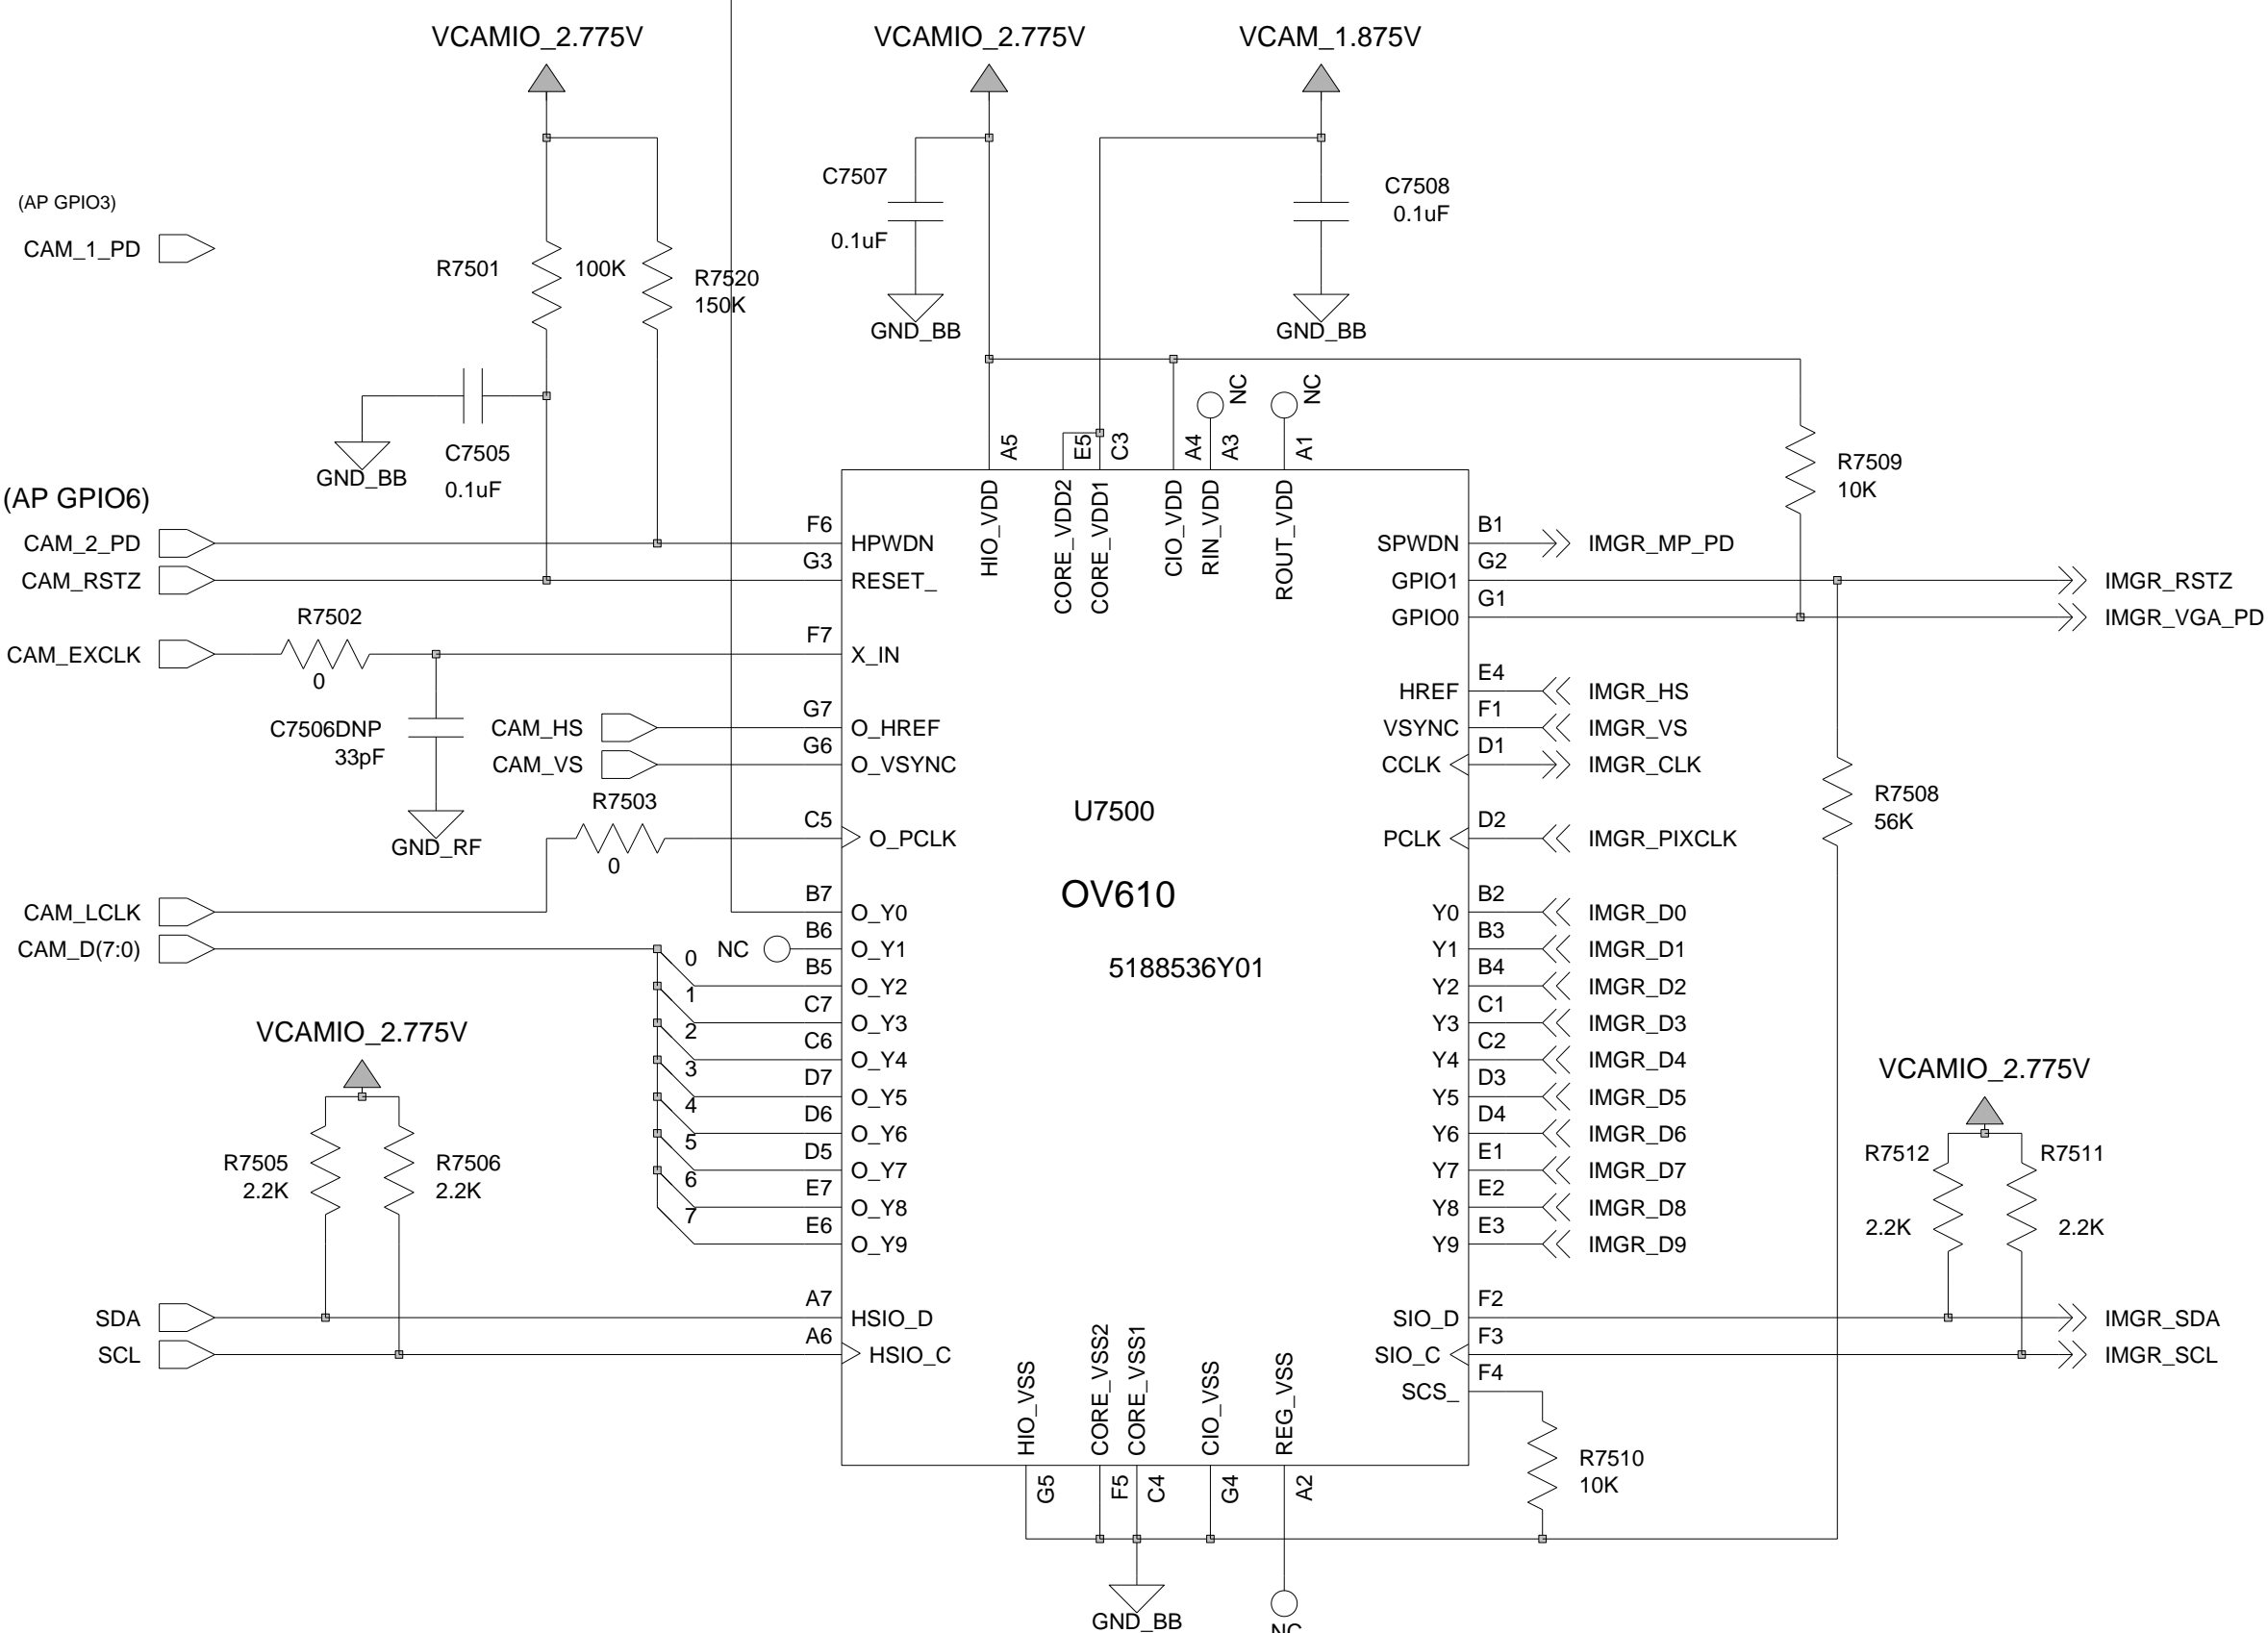 VCAMIO_2.775V
VCAMIO_2.775V
VCAM_1.875V
C7507
0.1uF
C7508
0.1uF
(AP GPIO3)
CAM_1_PD
R7501
100K
R7520
150K
GND_BB
GND_BB
NC
NC
C7505
0.1uF
GND_BB
A5
E5
C3
A4
A3
A1
R7509
10K
(AP GPIO6)
CAM_2_PD
F6
HPWDN
CAM_RSTZ
G3
RESET_
HIO_VDD
CORE_VDD2
CORE_VDD1
CIO_VDD
RIN_VDD
ROUT_VDD
SPWDN
B1
IMGR_MP_PD
GPIO1
G2
IMGR_RSTZ
GPIO0
G1
IMGR_VGA_PD
R7502
0
CAM_EXCLK
F7
X_IN
C7506DNP
33pF
GND_RF
CAM_HS
G7
O_HREF
CAM_VS
G6
O_VSYNC
R7503
0
C5
O_PCLK
HREF
E4
IMGR_HS
VSYNC
F1
IMGR_VS
CCLK
D1
IMGR_CLK
U7500
R7508
56K
PCLK
D2
IMGR_PIXCLK
OV610
5188536Y01
CAM_LCLK
B7
O_Y0
CAM_D(7:0)
NC
B6
O_Y1
0
B5
O_Y2
1
C7
O_Y3
2
C6
O_Y4
3
D7
O_Y5
4
D6
O_Y6
5
D5
O_Y7
6
E7
O_Y8
7
E6
O_Y9
Y0
B2
IMGR_D0
Y1
B3
IMGR_D1
Y2
B4
IMGR_D2
Y3
C1
IMGR_D3
Y4
C2
IMGR_D4
Y5
D3
IMGR_D5
Y6
D4
IMGR_D6
Y7
E1
IMGR_D7
Y8
E2
IMGR_D8
Y9
E3
IMGR_D9
VCAMIO_2.775V
R7505
2.2K
R7506
2.2K
VCAMIO_2.775V
R7512
2.2K
R7511
2.2K
SDA
A7
HSIO_D
SCL
A6
HSIO_C
SIO_D
F2
IMGR_SDA
SIO_C
F3
IMGR_SCL
SCS_
F4
HIO_VSS
CORE_VSS2
CORE_VSS1
CIO_VSS
REG_VSS
R7510
10K
G5
F5
C4
G4
A2
GND_BB
NC